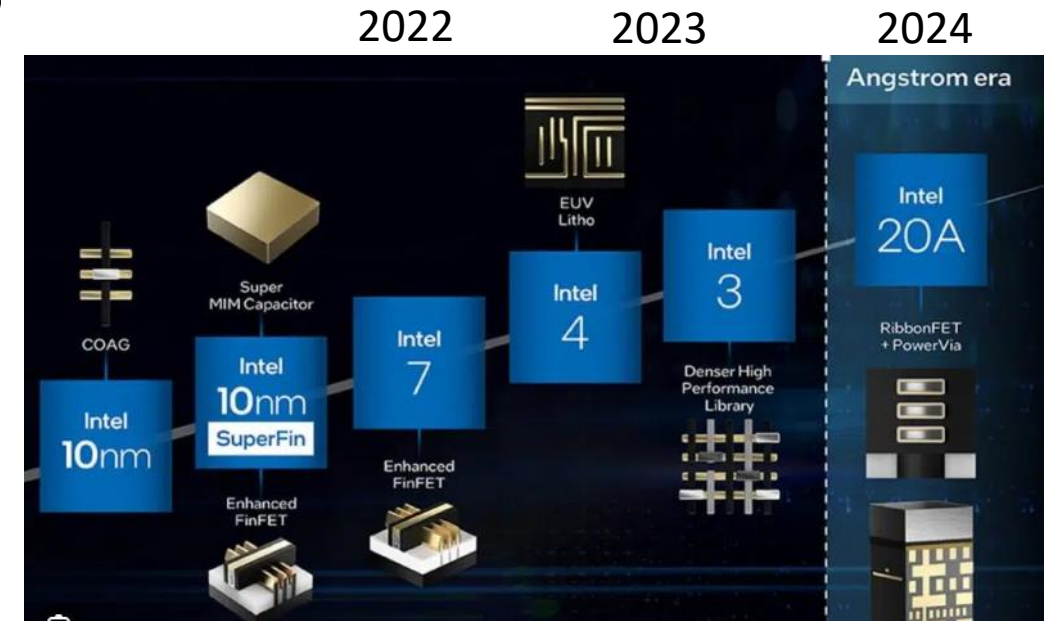 2022
2023
2024
Angstrom era
COAG
Intel
10nm
Super
MIM Capacitor
Intel
10nm
SuperFin
Enhanced
FinFET
Intel
7
Enhanced
FinFET
EUV
Litho
Intel
4
Intel
3
Denser High
Performance
Library
Intel
20A
RibbonFET
+ PowerVia